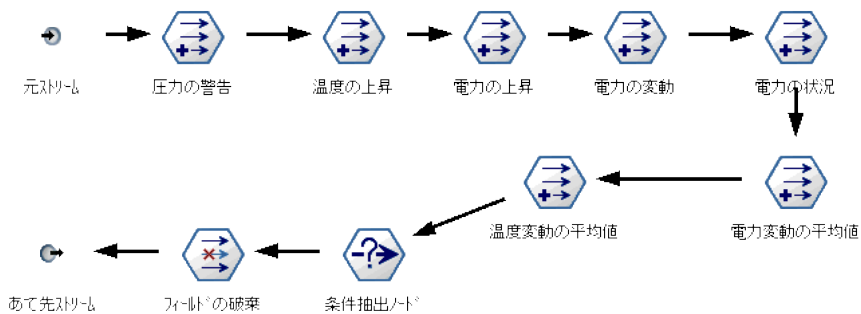 元ストリーム
圧力の警告
温度の上昇
電力の上昇
電力の変動
電力の状況
温度変動の平均値
電力変動の平均値
あて先ストリーム
フィールドの破棄
条件抽出ノード